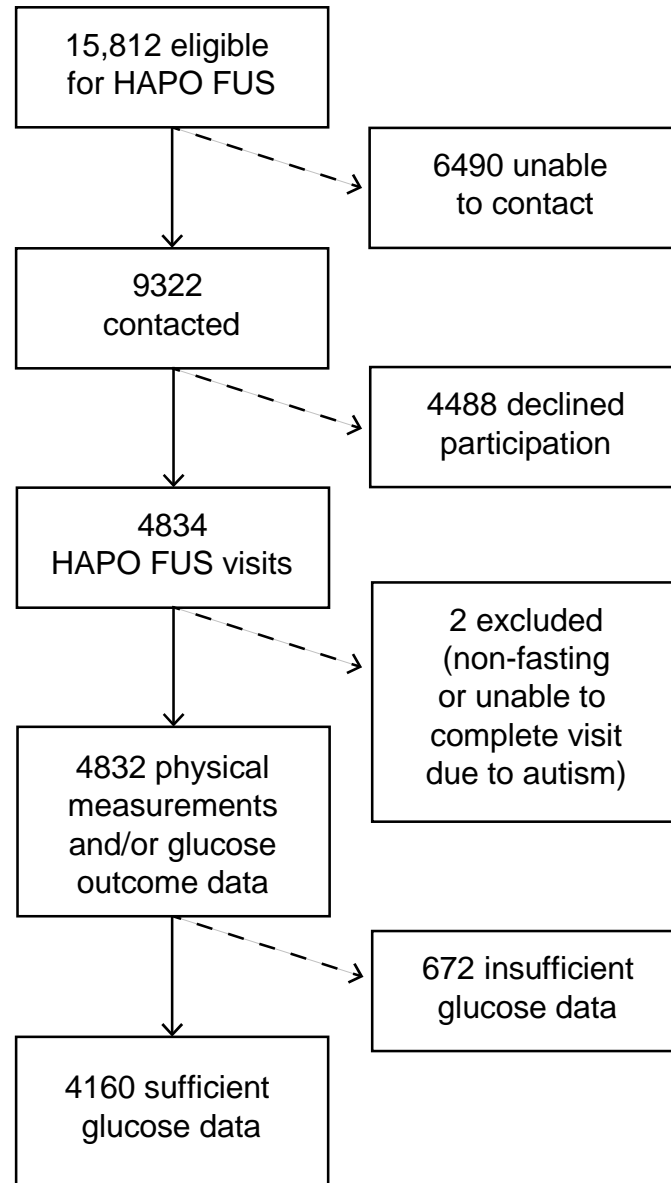 15,812 eligible
for HAPO FUS
6490 unable
to contact
9322
contacted
4488 declined
participation
4834
HAPO FUS visits
2 excluded
(non-fasting
or unable to
complete visit
due to autism)
4832 physical
measurements
and/or glucose
outcome data
672 insufficient
glucose data
4160 sufficient
glucose data